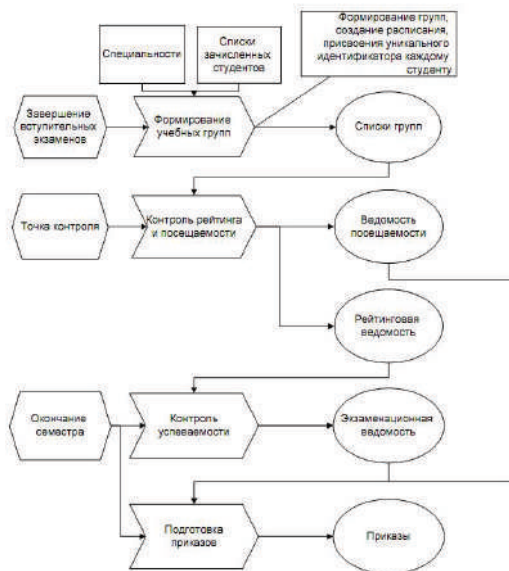 Специальности
Списки
зачисленных
студентов
Формирование групп,
создание расписания,
присвоения уникального
идентификатора каждому
студенту
Завершение
вступительных
экзаменов
Формирование
учебных групп
Списки групп
Точка контроля
Контроль рейтинга
и посещаемости
Ведомость
посещаемости
Рейтинговая
ведомость
Окончание
семестра
Контроль
успеваемости
Экзаменационная
ведомость
Подготовка
приказов
Приказы